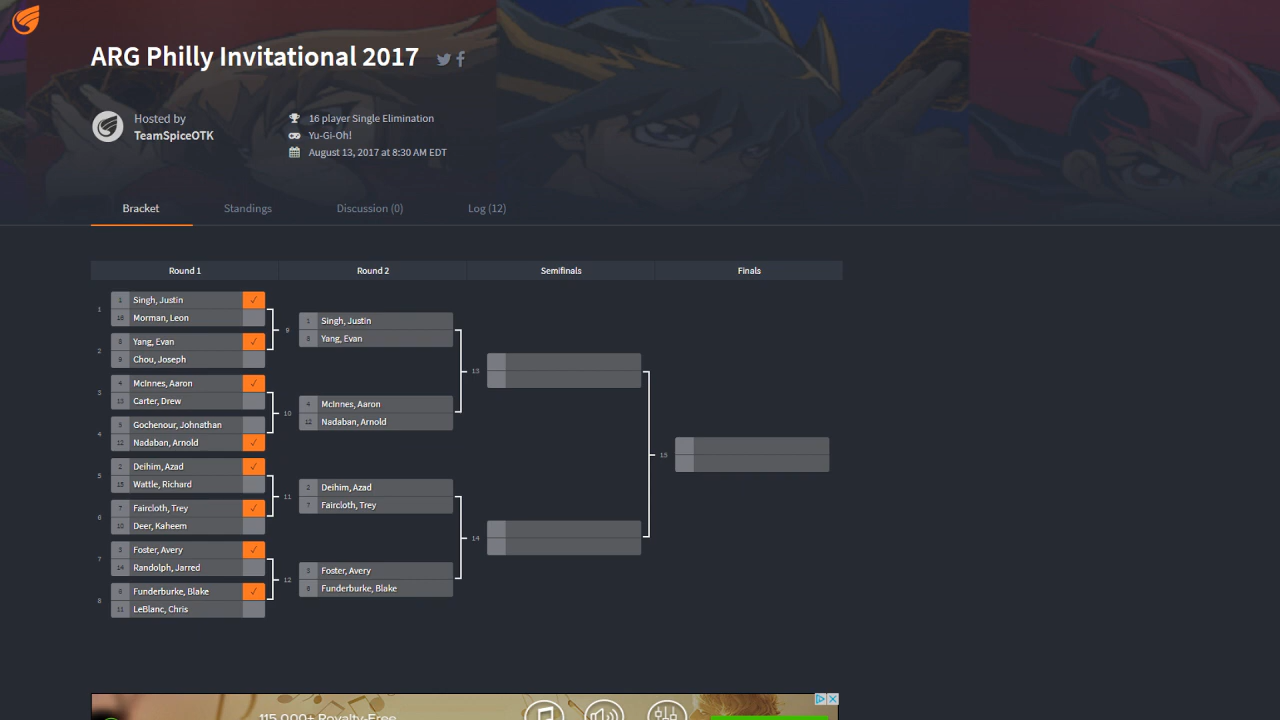 ARG Philly Invitational 2017
Hosted by
TeamSpiceOTK
16 player Single Elimination
Yu-Gi-Oh!
August 13, 2017 at 8:30 AM EDT
Bracket Standings Discussion (0) Log (12)
Round 1 Round 2 Semifinals Finals
1
1 Singh, Justin ✓
16 Morman, Leon
2
8 Yang, Evan ✓
9 Chou, Joseph
3
4 McInnes, Aaron ✓
13 Carter, Drew
4
Gochenour, Johnathan
12 Nadaban, Arnold ✓
5
2 Deihim, Azad ✓
15 Wattle, Richard
6
7 Faircloth, Trey ✓
10 Deer, Kaheem
7
3 Foster, Avery ✓
14 Randolph, Jarred
8
6 Funderburke, Blake ✓
11 LeBlanc, Chris
9
1 Singh, Justin
8 Yang, Evan
10
4 McInnes, Aaron
12 Nadaban, Arnold
11
2 Deihim, Azad
7 Faircloth, Trey
12
3 Foster, Avery
6 Funderburke, Blake
13
14
15
115,000+ Royalty-Free